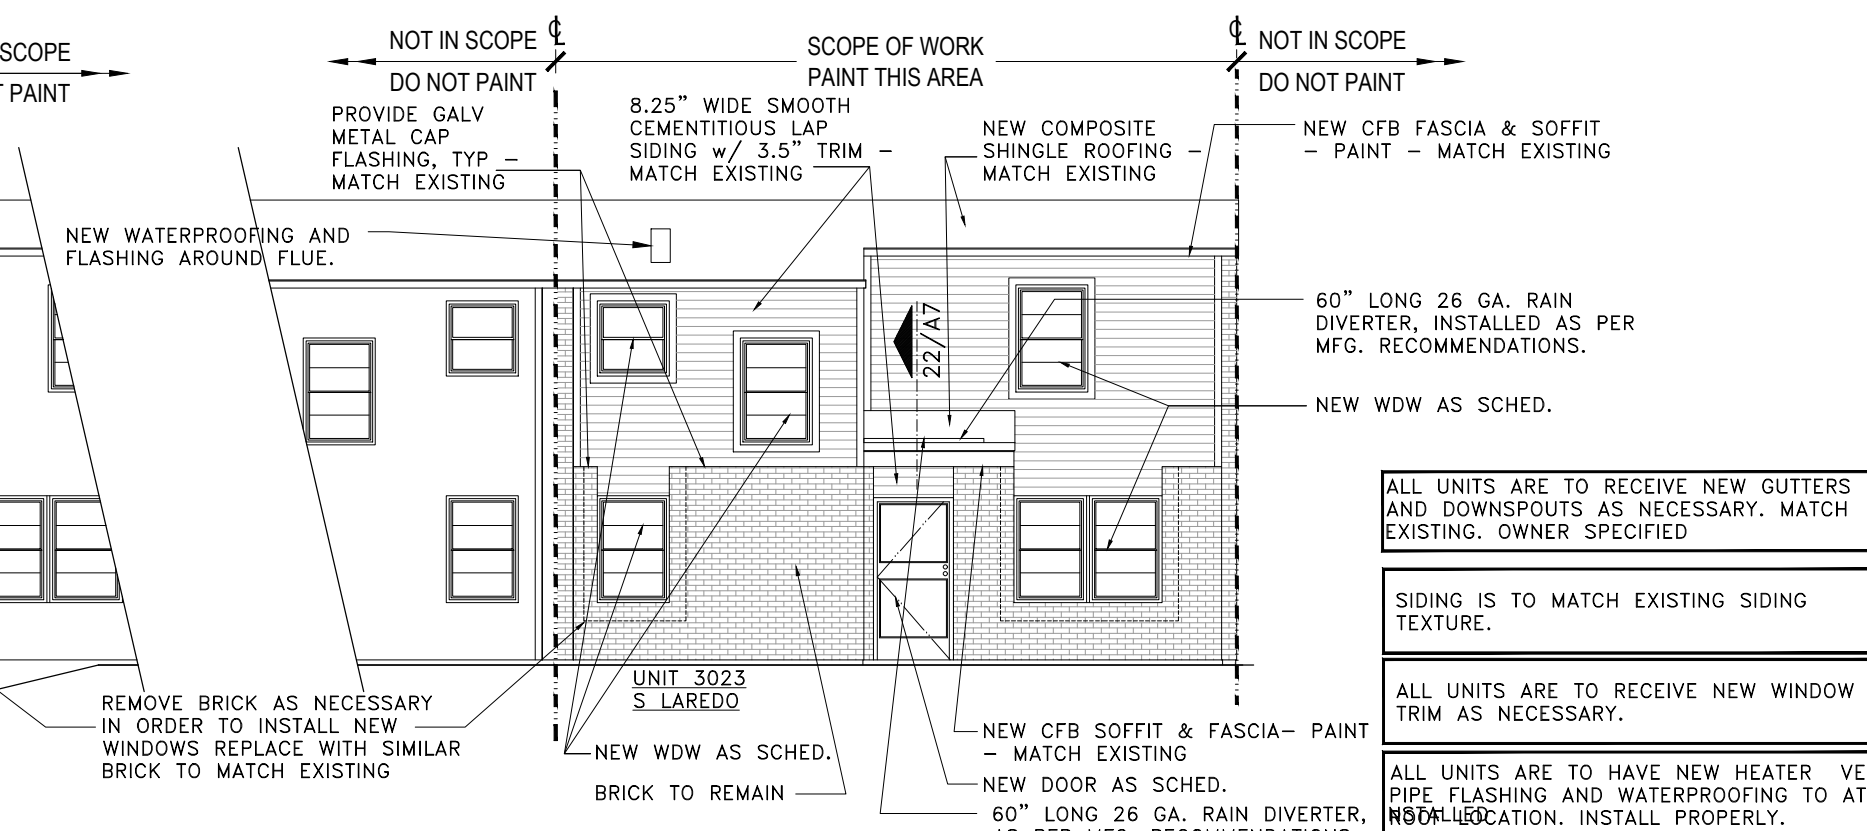 SCOPE
T PAINT
NOT IN SCOPE
DO NOT PAINT
℄
SCOPE OF WORK
PAINT THIS AREA
℄
NOT IN SCOPE
DO NOT PAINT
PROVIDE GALV
METAL CAP
FLASHING, TYP –
MATCH EXISTING
8.25” WIDE SMOOTH
CEMENTITIOUS LAP
SIDING w/ 3.5” TRIM –
MATCH EXISTING
NEW COMPOSITE
SHINGLE ROOFING –
MATCH EXISTING
NEW CFB FASCIA & SOFFIT
– PAINT – MATCH EXISTING
NEW WATERPROOFING AND
FLASHING AROUND FLUE.
22/A7
60” LONG 26 GA. RAIN
DIVERTER, INSTALLED AS PER
MFG. RECOMMENDATIONS.
NEW WDW AS SCHED.
ALL UNITS ARE TO RECEIVE NEW GUTTERS
AND DOWNSPOUTS AS NECESSARY. MATCH
EXISTING. OWNER SPECIFIED
SIDING IS TO MATCH EXISTING SIDING
TEXTURE.
ALL UNITS ARE TO RECEIVE NEW WINDOW
TRIM AS NECESSARY.
ALL UNITS ARE TO HAVE NEW HEATER VE
PIPE FLASHING AND WATERPROOFING TO AT
ROOF LOCATION. INSTALL PROPERLY.
INSTALLED
UNIT 3023
S LAREDO
REMOVE BRICK AS NECESSARY
IN ORDER TO INSTALL NEW
WINDOWS REPLACE WITH SIMILAR
BRICK TO MATCH EXISTING
NEW WDW AS SCHED.
BRICK TO REMAIN
NEW CFB SOFFIT & FASCIA– PAINT
– MATCH EXISTING
NEW DOOR AS SCHED.
60” LONG 26 GA. RAIN DIVERTER,